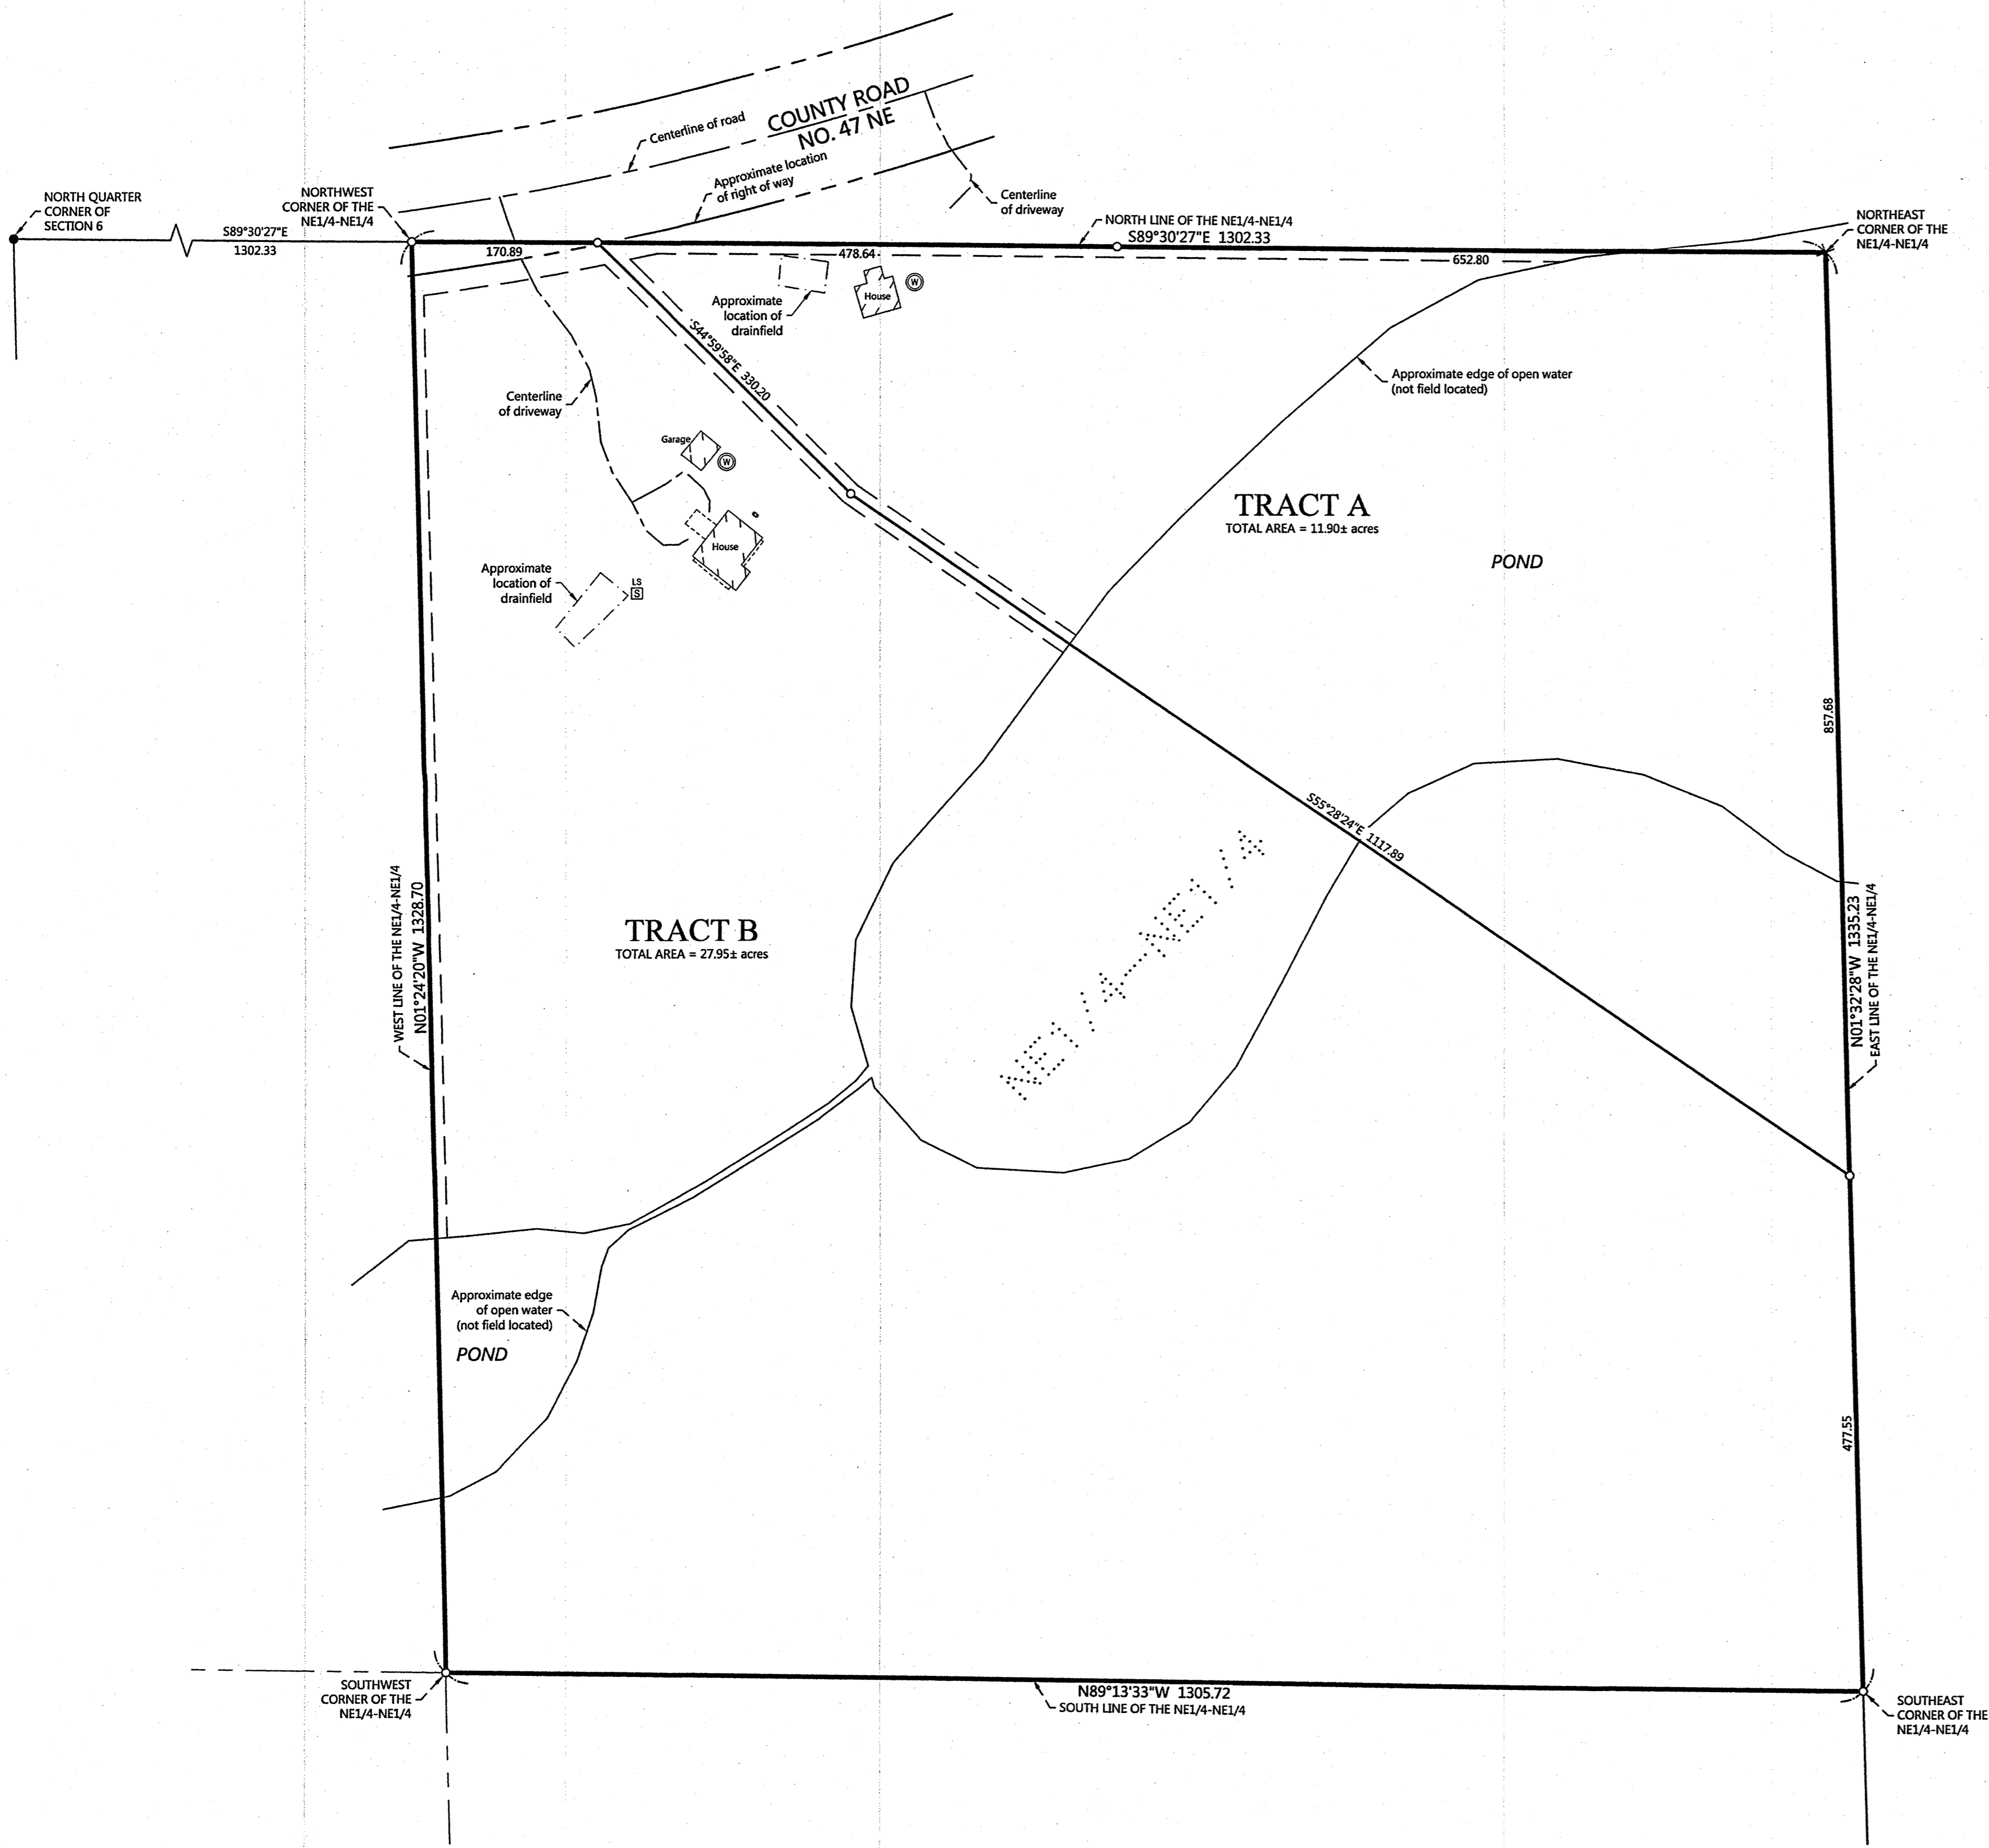 Centerline of road
COUNTY ROAD
NO. 47 NE
Approximate location
of right of way
Centerline
of driveway
NORTH QUARTER
CORNER OF
SECTION 6
NORTHWEST
CORNER OF THE
NE1/4-NE1/4
S89°30'27"E
1302.33
NORTH LINE OF THE NE1/4-NE1/4
S89°30'27"E 1302.33
NORTHEAST
CORNER OF THE
NE1/4-NE1/4
170.89
478.64
652.80
Approximate
location of
drainfield
House
W
S44°59'58"E 330.20
Approximate edge of open water
(not field located)
Centerline
of driveway
Garage
W
House
TRACT A
TOTAL AREA = 11.90± acres
POND
Approximate
location of
drainfield
LS
S
857.68
S55°28'24"E 1117.89
NE1/4-NE1/4
WEST LINE OF THE NE1/4-NE1/4
N01°24'20"W 1328.70
TRACT B
TOTAL AREA = 27.95± acres
N01°32'28"W 1335.23
EAST LINE OF THE NE1/4-NE1/4
Approximate edge
of open water
(not field located)
POND
477.55
SOUTHWEST
CORNER OF THE
NE1/4-NE1/4
N89°13'33"W 1305.72
SOUTH LINE OF THE NE1/4-NE1/4
SOUTHEAST
CORNER OF THE
NE1/4-NE1/4